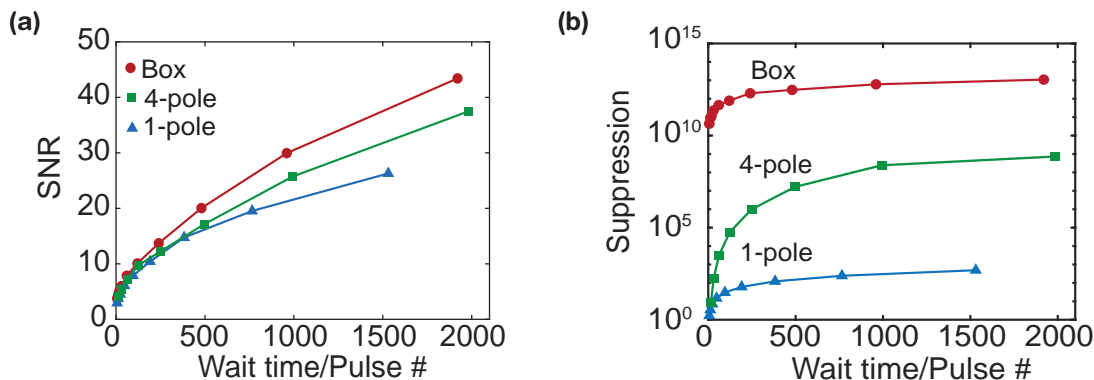 (a)
SNR
50
40
30
20
10
0
Box
4-pole
1-pole
0 500 1000 1500 2000
Wait time/Pulse #
(b)
Suppression
10^15
10^10
10^5
10^0
Box
4-pole
1-pole
0 500 1000 1500 2000
Wait time/Pulse #